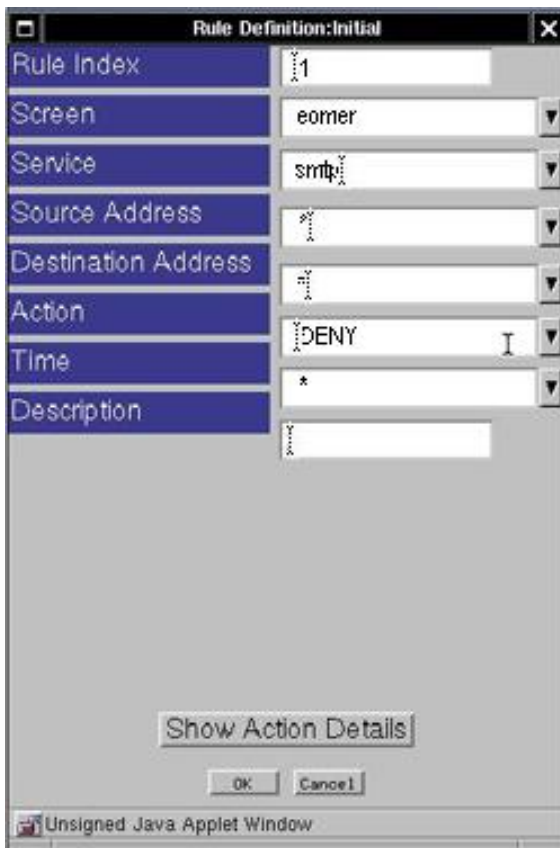 Rule Definition:Initial
Rule Index 1
Screen eomer
Service smtp
Source Address *
Destination Address *
Action DENY
Time *
Description
Show Action Details
OK Cancel
Unsigned Java Applet Window